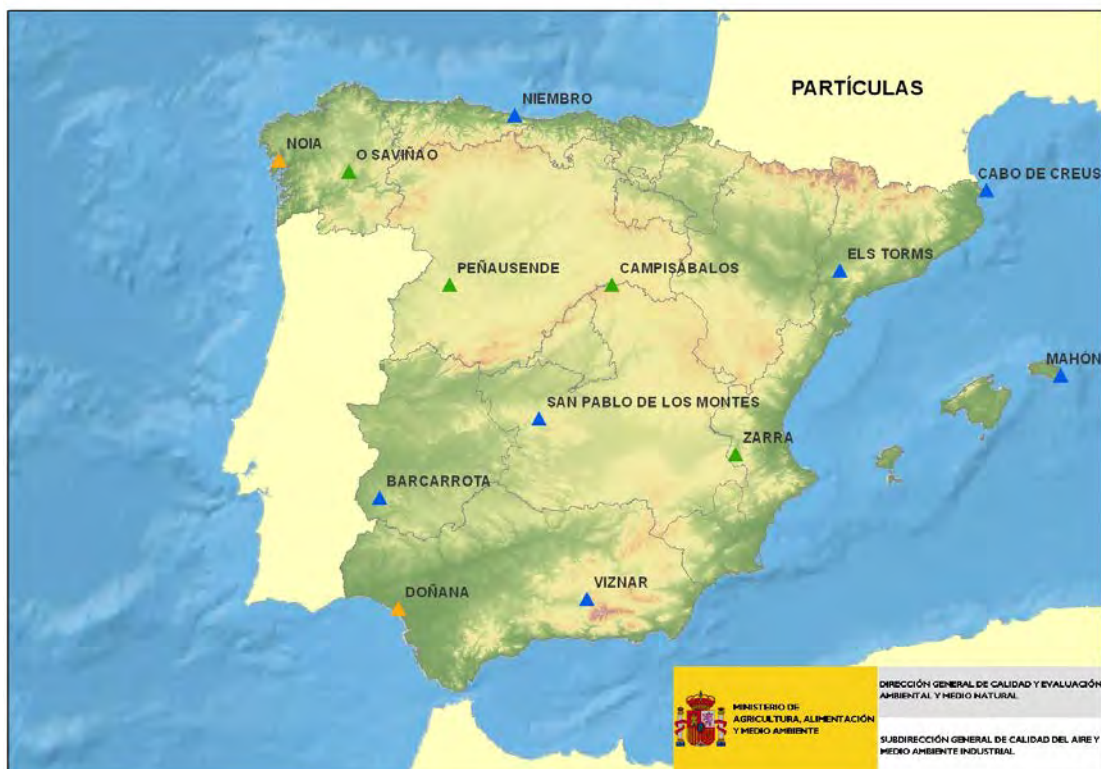 PARTÍCULAS
NIEMBRO
NOIA
O SAVIÑAO
CABO DE CREUS
ELS TORMS
PEÑAUSENDE
CAMPISÁBALOS
MAHÓN
SAN PABLO DE LOS MONTES
ZARRA
BARCARROTA
DOÑANA
VIZNAR
MINISTERIO DE
AGRICULTURA, ALIMENTACIÓN
Y MEDIO AMBIENTE
DIRECCIÓN GENERAL DE CALIDAD Y EVALUACIÓN
AMBIENTAL Y MEDIO NATURAL
SUBDIRECCIÓN GENERAL DE CALIDAD DEL AIRE Y
MEDIO AMBIENTE INDUSTRIAL